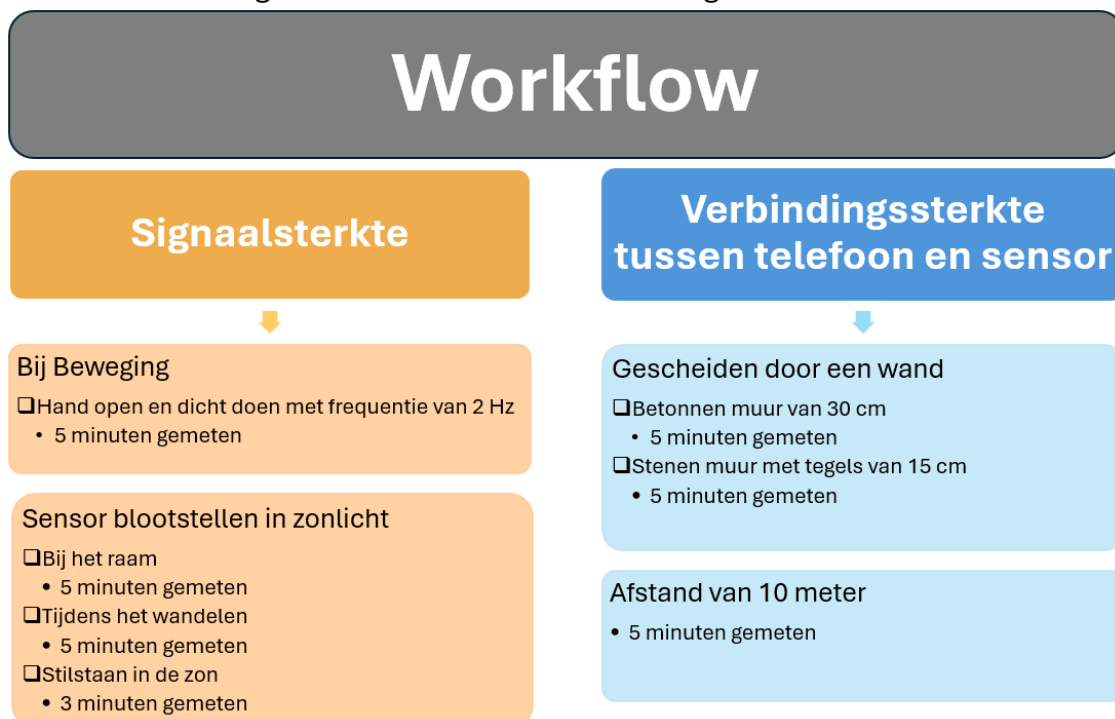 Workflow
Signaalsterkte
Bij Beweging
❑Hand open en dicht doen met frequentie van 2 Hz
• 5 minuten gemeten
Sensor blootstellen in zonlicht
❑Bij het raam
• 5 minuten gemeten
❑Tijdens het wandelen
• 5 minuten gemeten
❑Stilstaan in de zon
• 3 minuten gemeten
Verbindingssterkte
tussen telefoon en sensor
Gescheiden door een wand
❑Betonnen muur van 30 cm
• 5 minuten gemeten
❑Stenen muur met tegels van 15 cm
• 5 minuten gemeten
Afstand van 10 meter
• 5 minuten gemeten